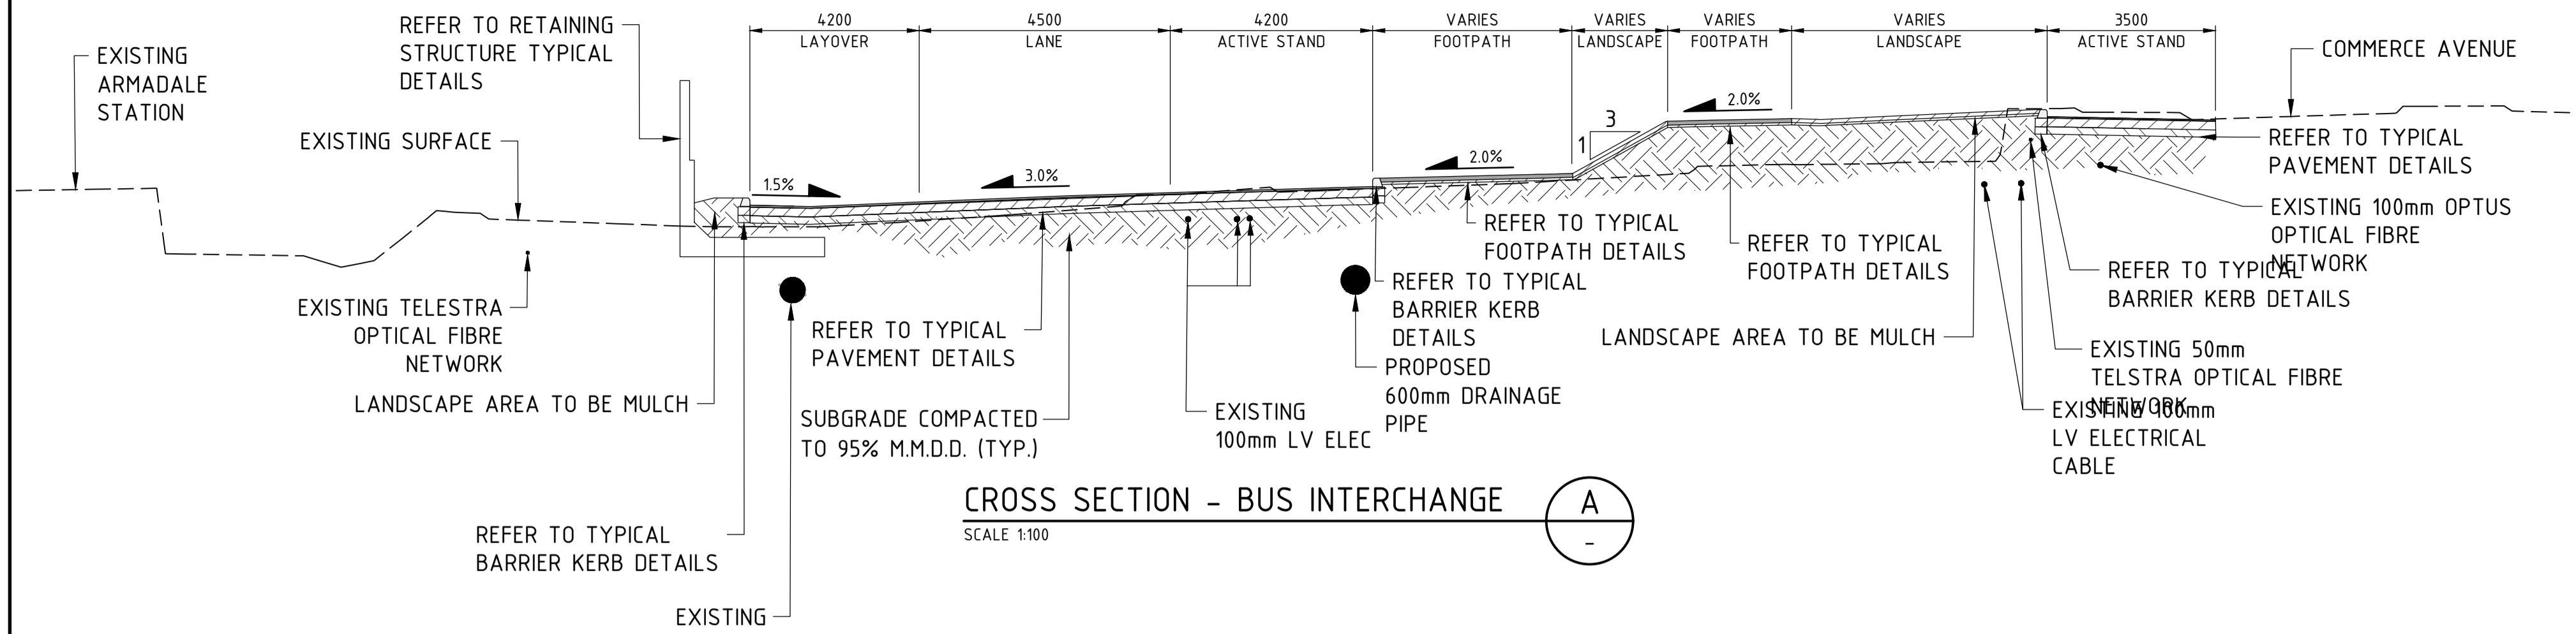 4200
LAYOVER
4500
LANE
4200
ACTIVE STAND
VARIES
FOOTPATH
VARIES
LANDSCAPE
VARIES
FOOTPATH
VARIES
LANDSCAPE
3500
ACTIVE STAND
REFER TO RETAINING
STRUCTURE TYPICAL
DETAILS
EXISTING
ARMADALE
STATION
COMMERCE AVENUE
EXISTING SURFACE
1.5%
3.0%
2.0%
3
1
2.0%
REFER TO TYPICAL
PAVEMENT DETAILS
EXISTING 100mm OPTUS
OPTICAL FIBRE
NETWORK
REFER TO TYPICAL
FOOTPATH DETAILS
REFER TO TYPICAL
FOOTPATH DETAILS
REFER TO TYPICAL
BARRIER KERB DETAILS
REFER TO TYPICAL
BARRIER KERB
DETAILS
EXISTING TELESTRA
OPTICAL FIBRE
NETWORK
REFER TO TYPICAL
PAVEMENT DETAILS
LANDSCAPE AREA TO BE MULCH
EXISTING 50mm
TELSTRA OPTICAL FIBRE
NETWORK
PROPOSED
600mm DRAINAGE
PIPE
LANDSCAPE AREA TO BE MULCH
SUBGRADE COMPACTED
TO 95% M.M.D.D. (TYP.)
EXISTING
100mm LV ELEC
EXISTING 100mm
LV ELECTRICAL
CABLE
CROSS SECTION - BUS INTERCHANGE
SCALE 1:100
A
-
REFER TO TYPICAL
BARRIER KERB DETAILS
EXISTING